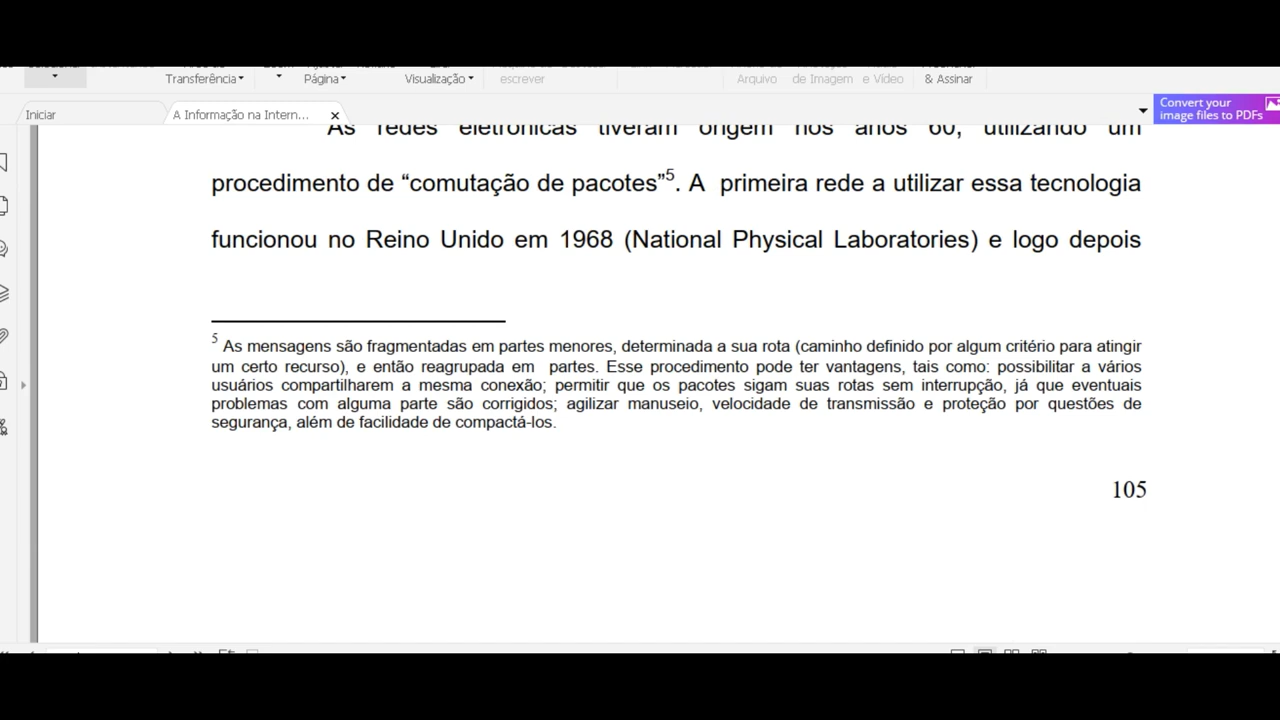 Transferência
Página
Visualização
escrever
Arquivo de Imagem e Vídeo & Assinar
Iniciar
A Informação na Intern...
Convert your
image files to PDFs
As redes eletrônicas tiveram origem nos anos 60, utilizando um
procedimento de “comutação de pacotes”5. A primeira rede a utilizar essa tecnologia
funcionou no Reino Unido em 1968 (National Physical Laboratories) e logo depois
5 As mensagens são fragmentadas em partes menores, determinada a sua rota (caminho definido por algum critério para atingir
um certo recurso), e então reagrupada em partes. Esse procedimento pode ter vantagens, tais como: possibilitar a vários
usuários compartilharem a mesma conexão; permitir que os pacotes sigam suas rotas sem interrupção, já que eventuais
problemas com alguma parte são corrigidos; agilizar manuseio, velocidade de transmissão e proteção por questões de
segurança, além de facilidade de compactá-los.
105